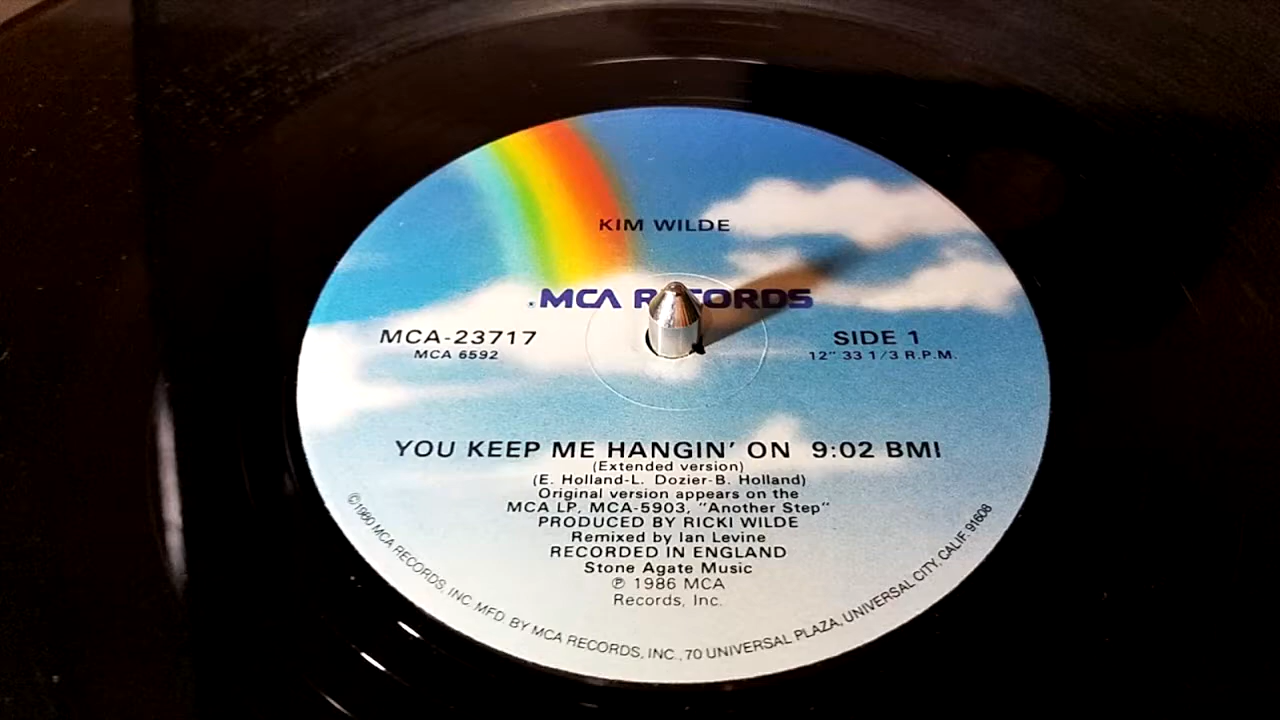 KIM WILDE
MCA RECORDS
MCA-23717
MCA 6592
SIDE 1
12" 33 1/3 R.P.M.
YOU KEEP ME HANGIN' ON 9:02 BMI
(Extended version)
(E. Holland-L. Dozier-B. Holland)
Original version appears on the
MCA LP, MCA-5903, "Another Step"
PRODUCED BY RICKI WILDE
Remixed by Ian Levine
RECORDED IN ENGLAND
Stone Agate Music
℗ 1986 MCA
Records, Inc.
©1980 MCA RECORDS, INC. MFD. BY MCA RECORDS, INC., 70 UNIVERSAL PLAZA, UNIVERSAL CITY, CALIF. 91608